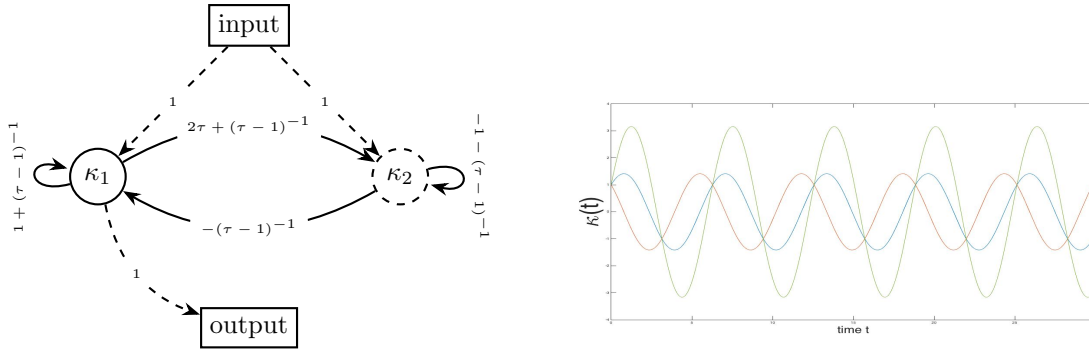 input
1
1
2τ + (τ − 1)⁻¹
1 + (τ − 1)⁻¹
κ₁
κ₂
−1 − (τ − 1)⁻¹
−(τ − 1)⁻¹
1
output
κ(t)
time t